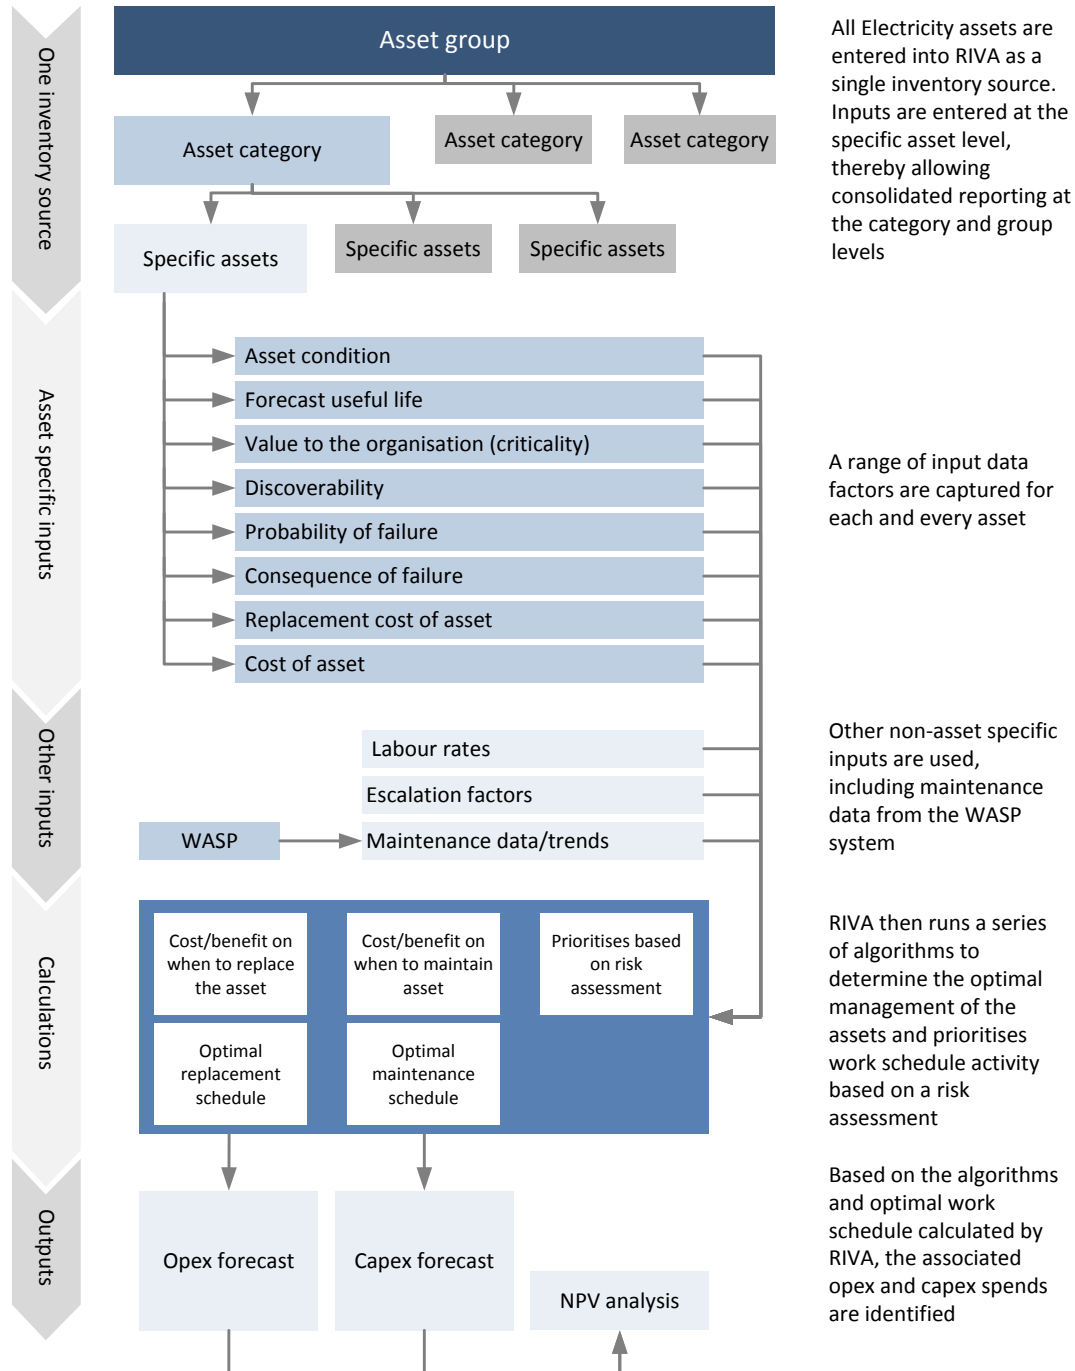 One inventory source
Asset group
Asset category
Asset category
Asset category
Specific assets
Specific assets
Specific assets
All Electricity assets are
entered into RIVA as a
single inventory source.
Inputs are entered at the
specific asset level,
thereby allowing
consolidated reporting at
the category and group
levels
Asset specific inputs
Asset condition
Forecast useful life
Value to the organisation (criticality)
Discoverability
Probability of failure
Consequence of failure
Replacement cost of asset
Cost of asset
A range of input data
factors are captured for
each and every asset
Other inputs
Labour rates
Escalation factors
WASP
Maintenance data/trends
Other non-asset specific
inputs are used,
including maintenance
data from the WASP
system
Calculations
Cost/benefit on
when to replace
the asset
Cost/benefit on
when to maintain
asset
Prioritises based
on risk
assessment
Optimal
replacement
schedule
Optimal
maintenance
schedule
RIVA then runs a series
of algorithms to
determine the optimal
management of the
assets and prioritises
work schedule activity
based on a risk
assessment
Outputs
Opex forecast
Capex forecast
NPV analysis
Based on the algorithms
and optimal work
schedule calculated by
RIVA, the associated
opex and capex spends
are identified